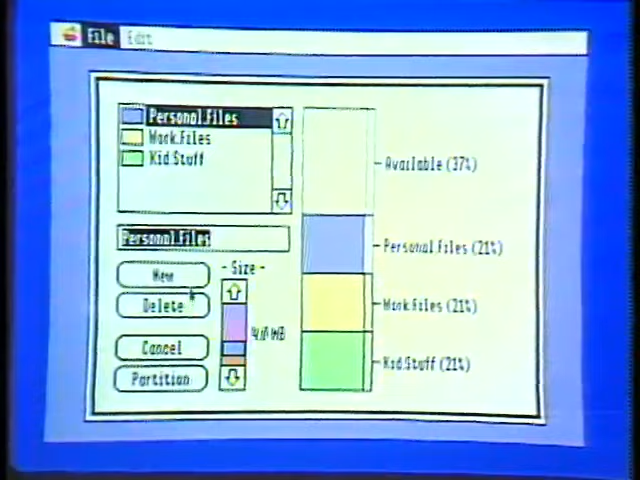 File Edit
Personal.Files
Work.Files
Kid.Stuff
Available (37%)
Personal.Files
Personal.Files (21%)
New
- Size -
Delete
Work.Files (21%)
Cancel
Kid.Stuff (21%)
Partition